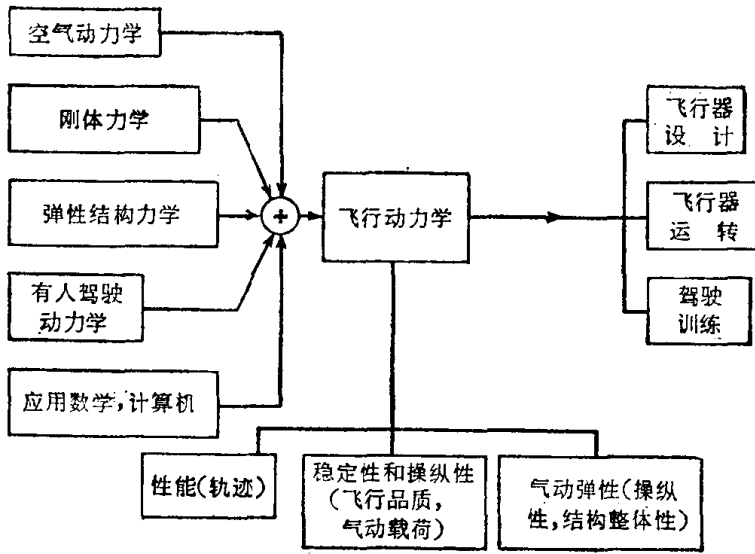 空气动力学
刚体力学
弹性结构力学
有人驾驶
动力学
应用数学,计算机
+
飞行动力学
飞行器
设 计
飞行器
运 转
驾驶
训练
性能(轨迹)
稳定性和操纵性
(飞行品质,
气动载荷)
气动弹性(操纵
性,结构整体性)